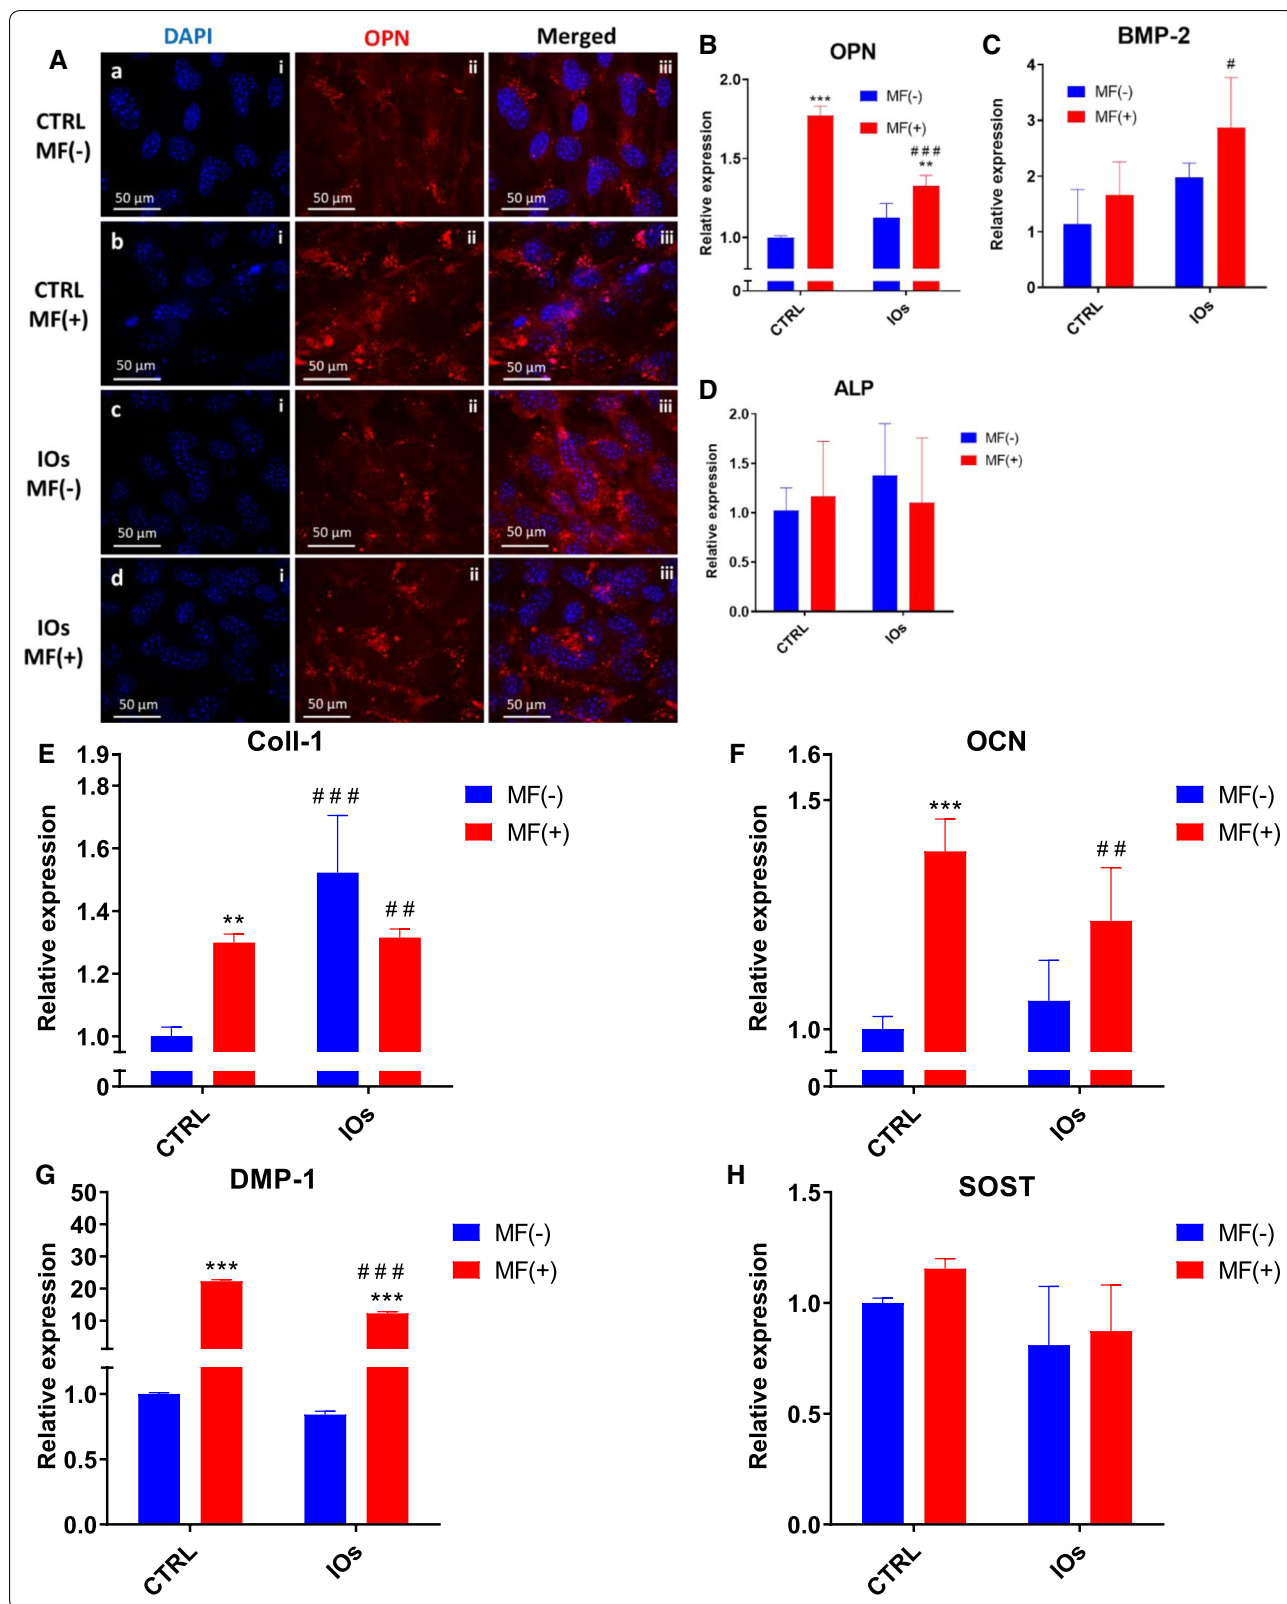 A
DAPI OPN Merged
CTRL
MF(-)
a i ii iii
50 µm 50 µm 50 µm
CTRL
MF(+)
b i ii iii
50 µm 50 µm 50 µm
IOs
MF(-)
c i ii iii
50 µm 50 µm 50 µm
IOs
MF(+)
d i ii iii
50 µm 50 µm 50 µm
B
OPN
Relative expression
2.0
1.5
1.0
0
***
###
**
MF(-)
MF(+)
CTRL IOs
C
BMP-2
Relative expression
4
3
2
1
0
#
MF(-)
MF(+)
CTRL IOs
D
ALP
Relative expression
2.0
1.5
1.0
0.5
0.0
MF(-)
MF(+)
CTRL IOs
E
Coll-1
Relative expression
1.9
1.8
1.6
1.4
1.2
1.0
0
**
###
##
MF(-)
MF(+)
CTRL IOs
F
OCN
Relative expression
1.6
1.5
1.0
0
***
##
MF(-)
MF(+)
CTRL IOs
G
DMP-1
Relative expression
50
40
30
20
10
1.0
0.5
0.0
***
###
***
MF(-)
MF(+)
CTRL IOs
H
SOST
Relative expression
1.5
1.0
0.5
0.0
MF(-)
MF(+)
CTRL IOs